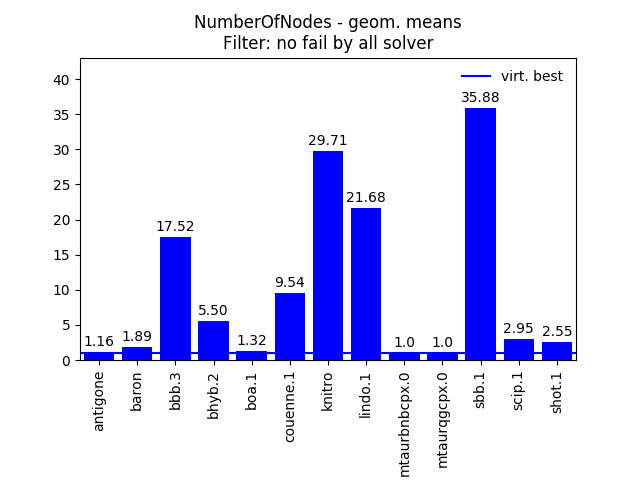 NumberOfNodes - geom. means
Filter: no fail by all solver
virt. best
40
35
30
25
20
15
10
5
0
1.16
1.89
17.52
5.50
1.32
9.54
29.71
21.68
1.0
1.0
35.88
2.95
2.55
antigone
baron
bbb.3
bhyb.2
boa.1
couenne.1
knitro
lindo.1
mtaurbnbcpx.0
mtaurqgcpx.0
sbb.1
scip.1
shot.1